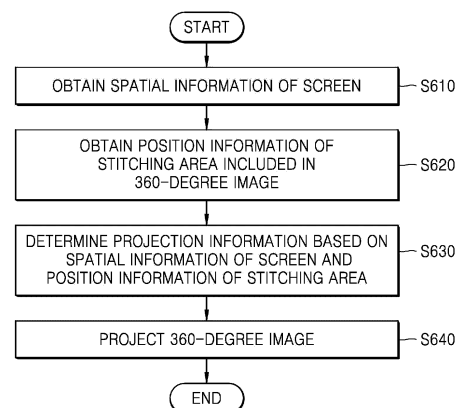 START
OBTAIN SPATIAL INFORMATION OF SCREEN
S610
OBTAIN POSITION INFORMATION OF
STITCHING AREA INCLUDED IN
360-DEGREE IMAGE
S620
DETERMINE PROJECTION INFORMATION BASED ON
SPATIAL INFORMATION OF SCREEN AND
POSITION INFORMATION OF STITCHING AREA
S630
PROJECT 360-DEGREE IMAGE
S640
END